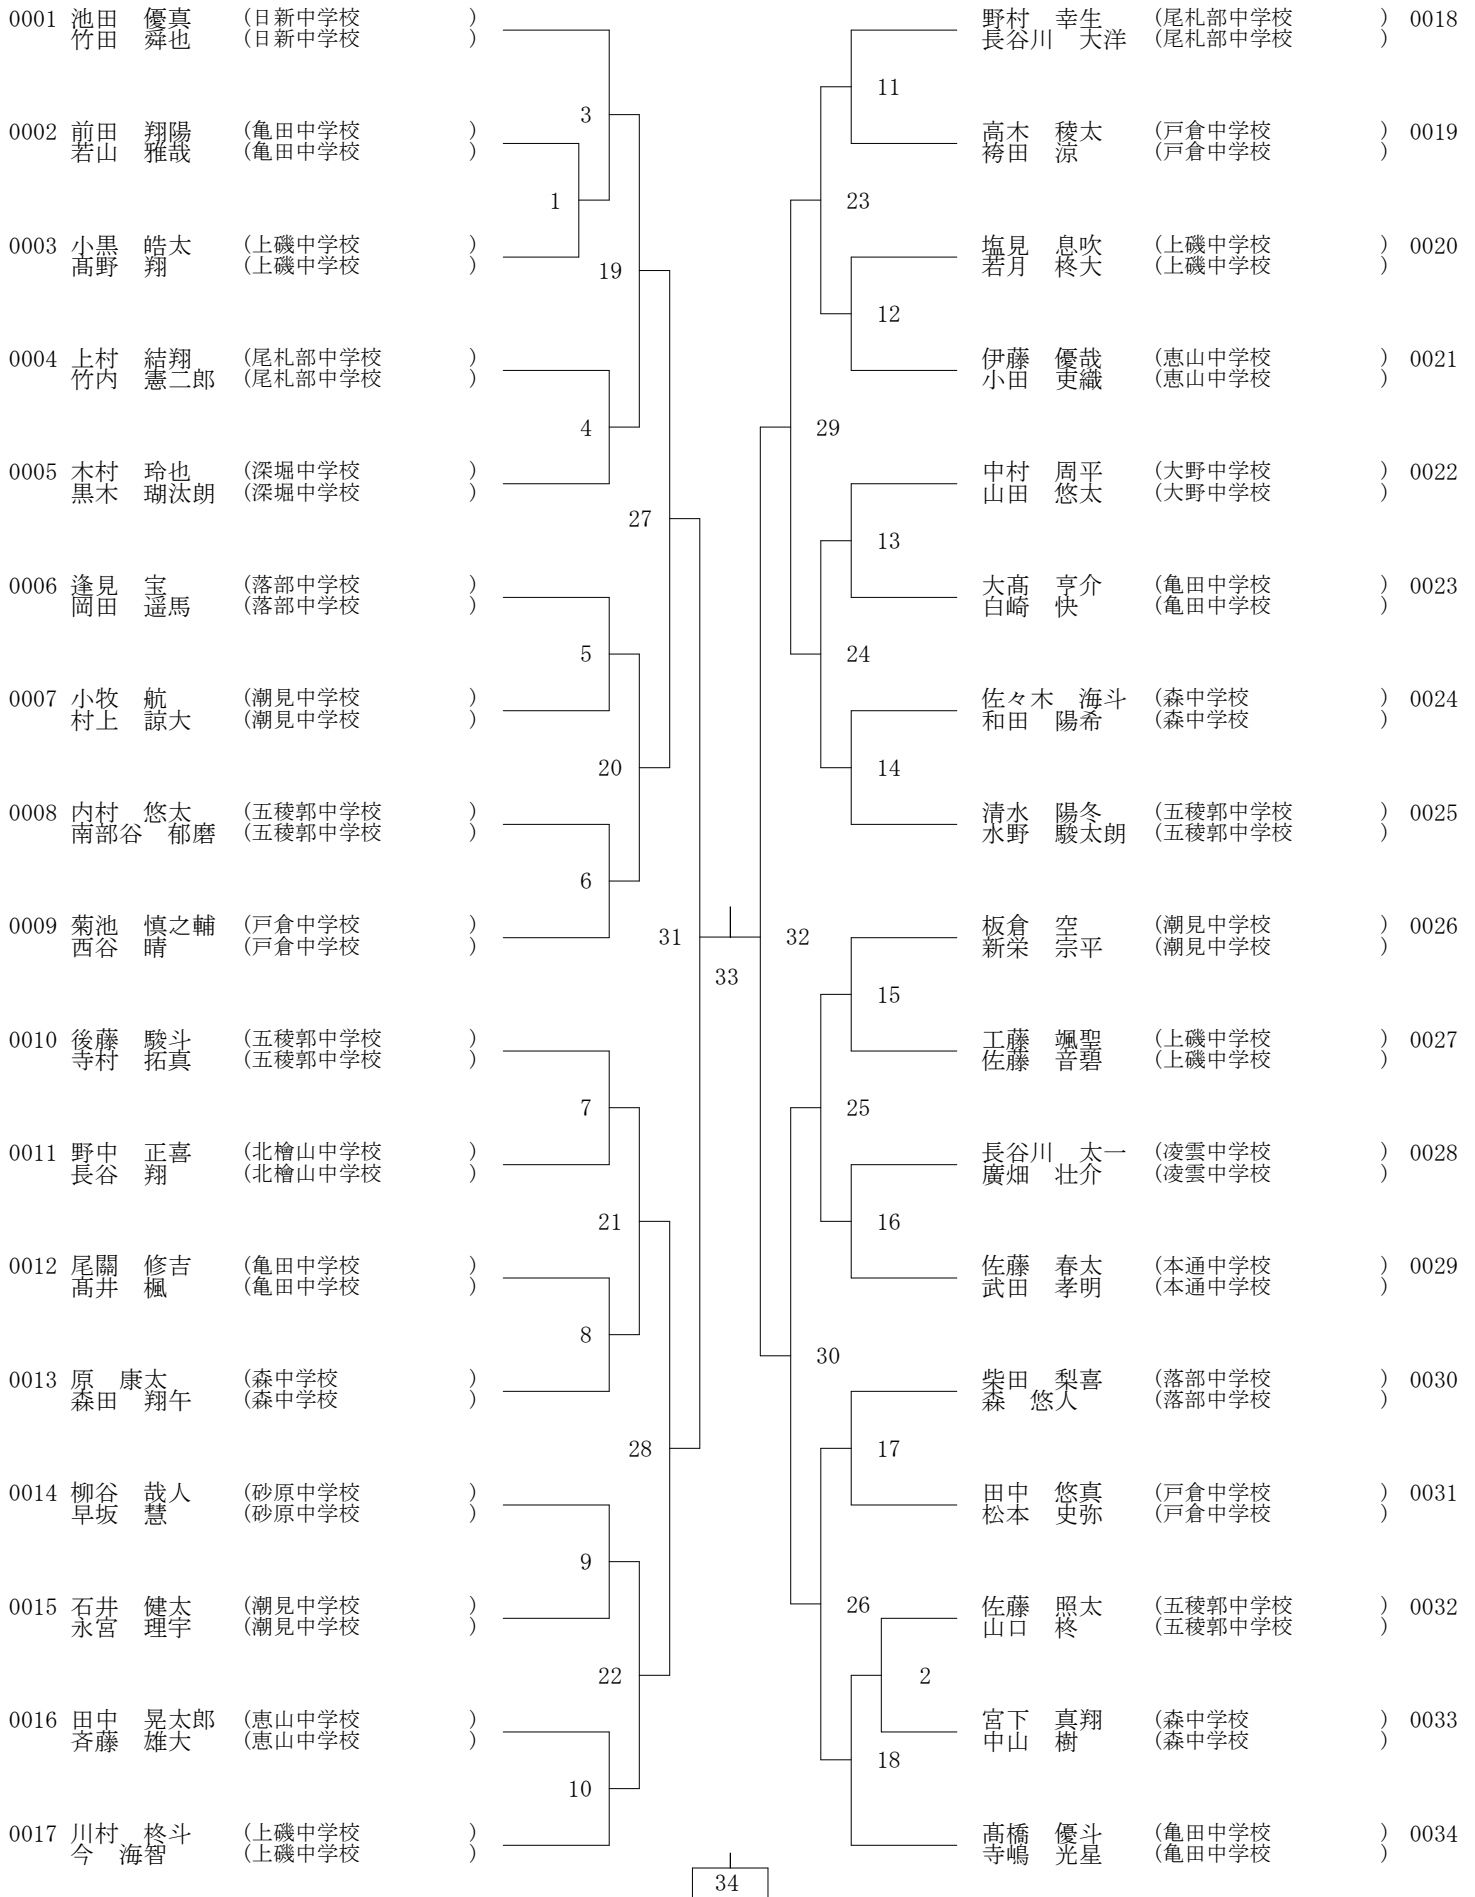 0001 池田　優真 (日新中学校 )
竹田　舜也 (日新中学校 )
0002 前田　翔陽 (亀田中学校 )
若山　雅哉 (亀田中学校 )
0003 小黒　皓太 (上磯中学校 )
髙野　翔 (上磯中学校 )
0004 上村　結翔 (尾札部中学校 )
竹内　憲二郎 (尾札部中学校 )
0005 木村　玲也 (深堀中学校 )
黒木　瑚汰朗 (深堀中学校 )
0006 逢見　宝 (落部中学校 )
岡田　遥馬 (落部中学校 )
0007 小牧　航 (潮見中学校 )
村上　諒大 (潮見中学校 )
0008 内村　悠太 (五稜郭中学校 )
南部谷　郁磨 (五稜郭中学校 )
0009 菊池　慎之輔 (戸倉中学校 )
西谷　晴 (戸倉中学校 )
0010 後藤　駿斗 (五稜郭中学校 )
寺村　拓真 (五稜郭中学校 )
0011 野中　正喜 (北檜山中学校 )
長谷　翔 (北檜山中学校 )
0012 尾關　修吉 (亀田中学校 )
髙井　楓 (亀田中学校 )
0013 原　康太 (森中学校 )
森田　翔午 (森中学校 )
0014 柳谷　哉人 (砂原中学校 )
早坂　慧 (砂原中学校 )
0015 石井　健太 (潮見中学校 )
永宮　理宇 (潮見中学校 )
0016 田中　晃太郎 (恵山中学校 )
斉藤　雄大 (恵山中学校 )
0017 川村　柊斗 (上磯中学校 )
今　海智 (上磯中学校 )
3
1
19
4
27
5
20
6
31
7
21
8
28
9
22
10
33
34
32
11
23
12
29
13
24
14
15
25
16
30
17
26
2
18
野村　幸生 (尾札部中学校 ) 0018
長谷川　大洋 (尾札部中学校 )
高木　稜太 (戸倉中学校 ) 0019
袴田　涼 (戸倉中学校 )
塩見　息吹 (上磯中学校 ) 0020
若月　柊大 (上磯中学校 )
伊藤　優哉 (恵山中学校 ) 0021
小田　吏織 (恵山中学校 )
中村　周平 (大野中学校 ) 0022
山田　悠太 (大野中学校 )
大髙　亨介 (亀田中学校 ) 0023
白崎　快 (亀田中学校 )
佐々木　海斗 (森中学校 ) 0024
和田　陽希 (森中学校 )
清水　陽冬 (五稜郭中学校 ) 0025
水野　駿太朗 (五稜郭中学校 )
板倉　空 (潮見中学校 ) 0026
新栄　宗平 (潮見中学校 )
工藤　颯聖 (上磯中学校 ) 0027
佐藤　音碧 (上磯中学校 )
長谷川　太一 (凌雲中学校 ) 0028
廣畑　壮介 (凌雲中学校 )
佐藤　春太 (本通中学校 ) 0029
武田　孝明 (本通中学校 )
柴田　梨喜 (落部中学校 ) 0030
森　悠人 (落部中学校 )
田中　悠真 (戸倉中学校 ) 0031
松本　史弥 (戸倉中学校 )
佐藤　照太 (五稜郭中学校 ) 0032
山口　柊 (五稜郭中学校 )
宮下　真翔 (森中学校 ) 0033
中山　樹 (森中学校 )
髙橋　優斗 (亀田中学校 ) 0034
寺嶋　光星 (亀田中学校 )